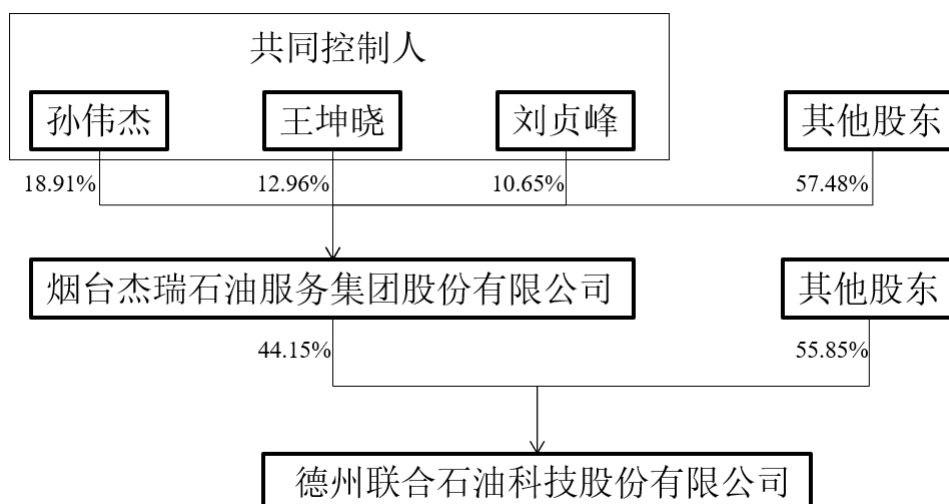 共同控制人
孙伟杰 王坤晓 刘贞峰 其他股东
18.91% 12.96% 10.65% 57.48%
烟台杰瑞石油服务集团股份有限公司 其他股东
44.15% 55.85%
德州联合石油科技股份有限公司